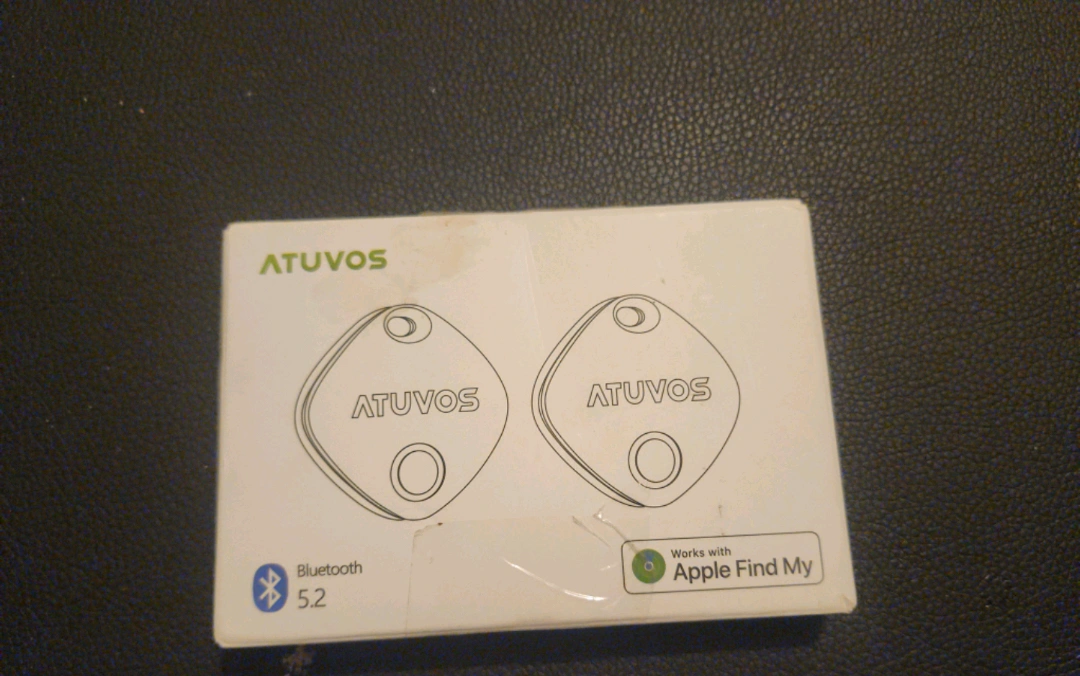 ATUVOS
ATUVOS
ATUVOS
Bluetooth
5.2
Works with
Apple Find My